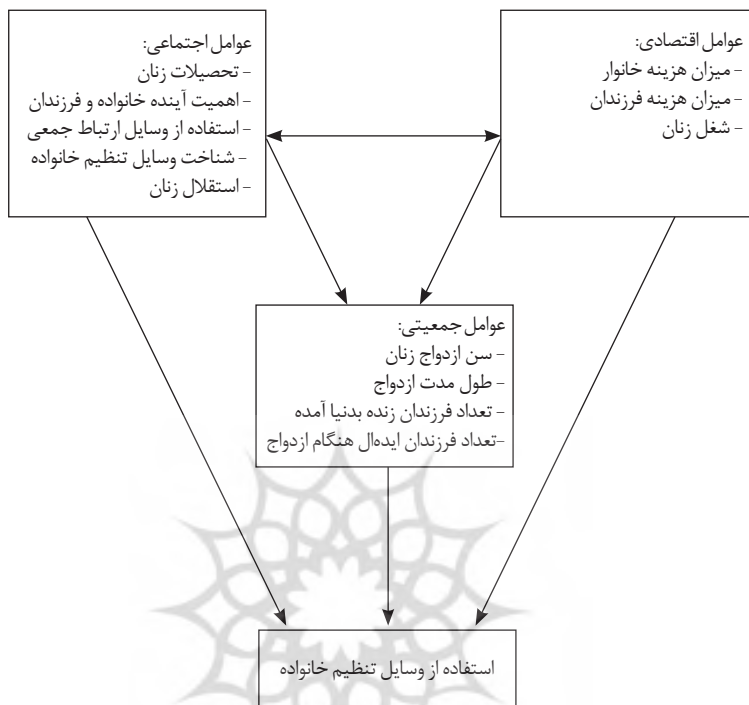 عوامل اقتصادی:
- میزان هزینه خانوار
- میزان هزینه فرزندان
- شغل زنان
عوامل اجتماعی:
- تحصیلات زنان
- اهمیت آینده خانواده و فرزندان
- استفاده از وسایل ارتباط جمعی
- شناخت وسایل تنظیم خانواده
- استقلال زنان
عوامل جمعیتی:
- سن ازدواج زنان
- طول مدت ازدواج
- تعداد فرزندان زنده بدنیا آمده
-تعداد فرزندان ایده‌ال هنگام ازدواج
استفاده از وسایل تنظیم خانواده